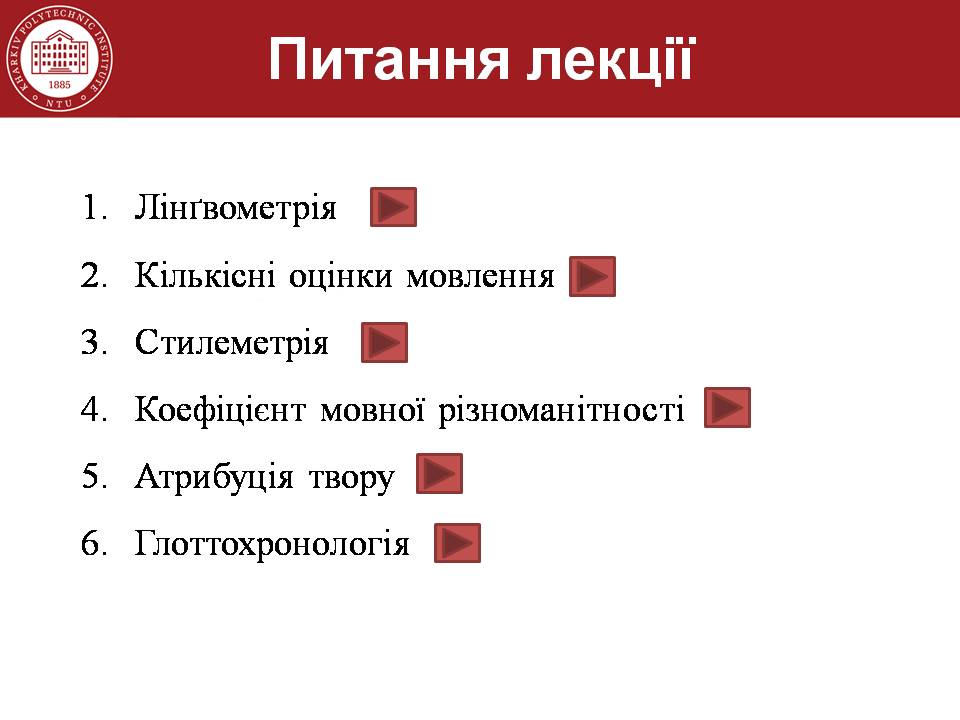 KHARKIV POLYTECHNIC INSTITUTE
1885
NTU
Питання лекції
1. Лінґвометрія
2. Кількісні оцінки мовлення
3. Стилеметрія
4. Коефіцієнт мовної різноманітності
5. Атрибуція твору
6. Глоттохронологія